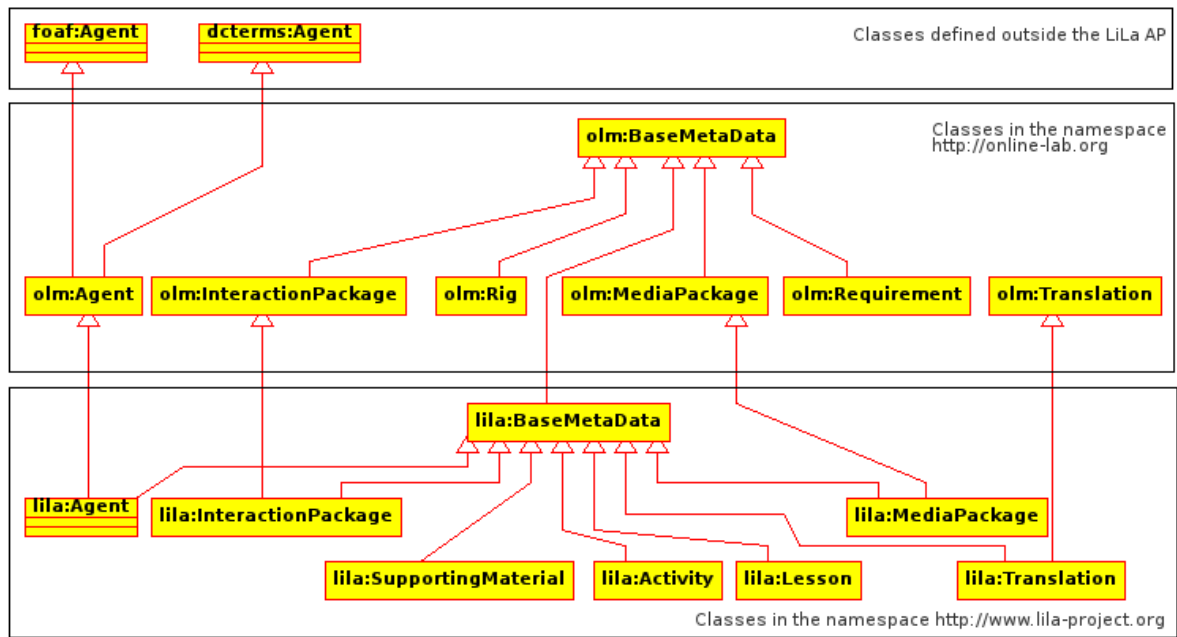 foaf:Agent
dcterms:Agent
Classes defined outside the LiLa AP
olm:BaseMetaData
Classes in the namespace
http://online-lab.org
olm:Agent
olm:InteractionPackage
olm:Rig
olm:MediaPackage
olm:Requirement
olm:Translation
lila:BaseMetaData
lila:Agent
lila:InteractionPackage
lila:MediaPackage
lila:SupportingMaterial
lila:Activity
lila:Lesson
lila:Translation
Classes in the namespace http://www.lila-project.org